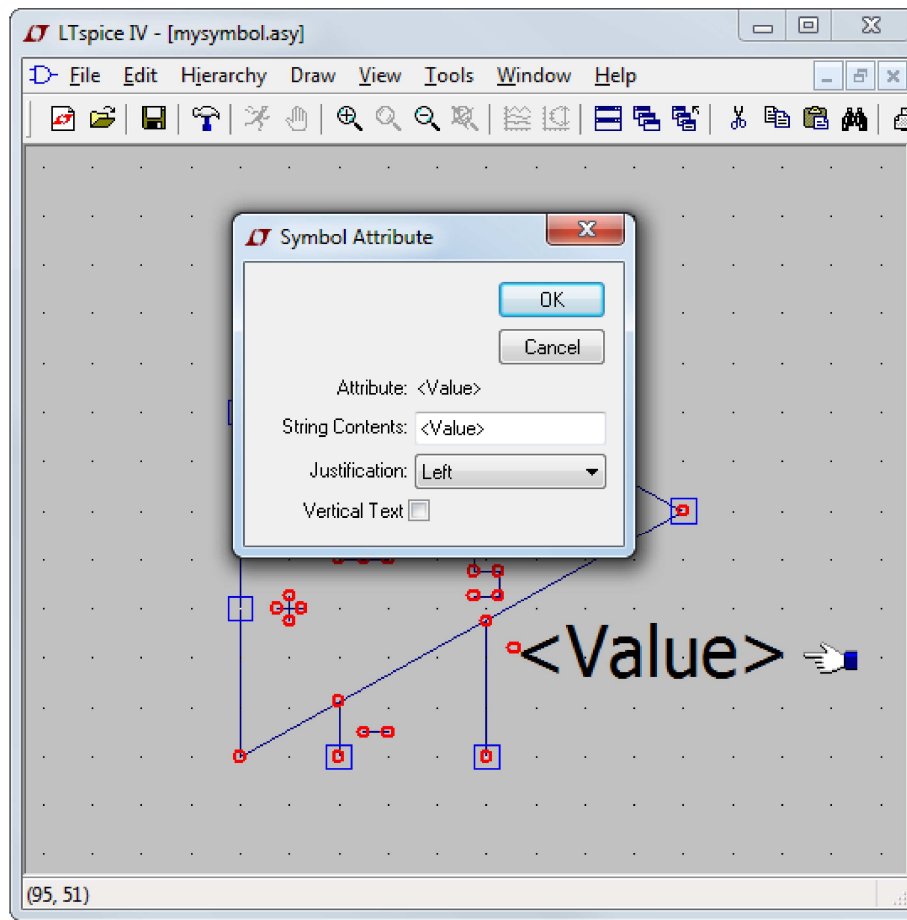 LTspice IV - [mysymbol.asy]
File Edit Hierarchy Draw View Tools Window Help
Symbol Attribute
OK
Cancel
Attribute: <Value>
String Contents: <Value>
Justification: Left
Vertical Text
<Value>
(95, 51)